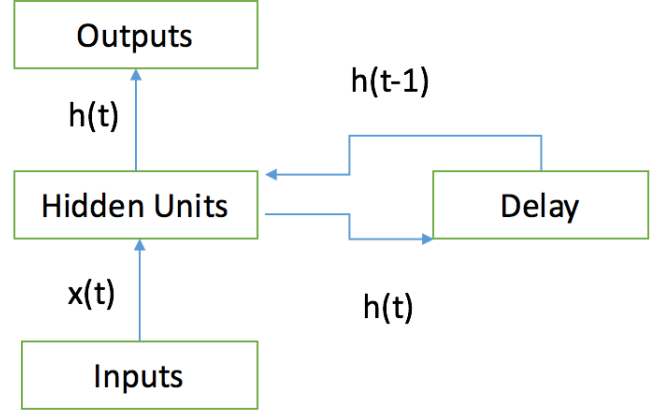 Outputs
h(t-1)
h(t)
Hidden Units
Delay
x(t)
h(t)
Inputs